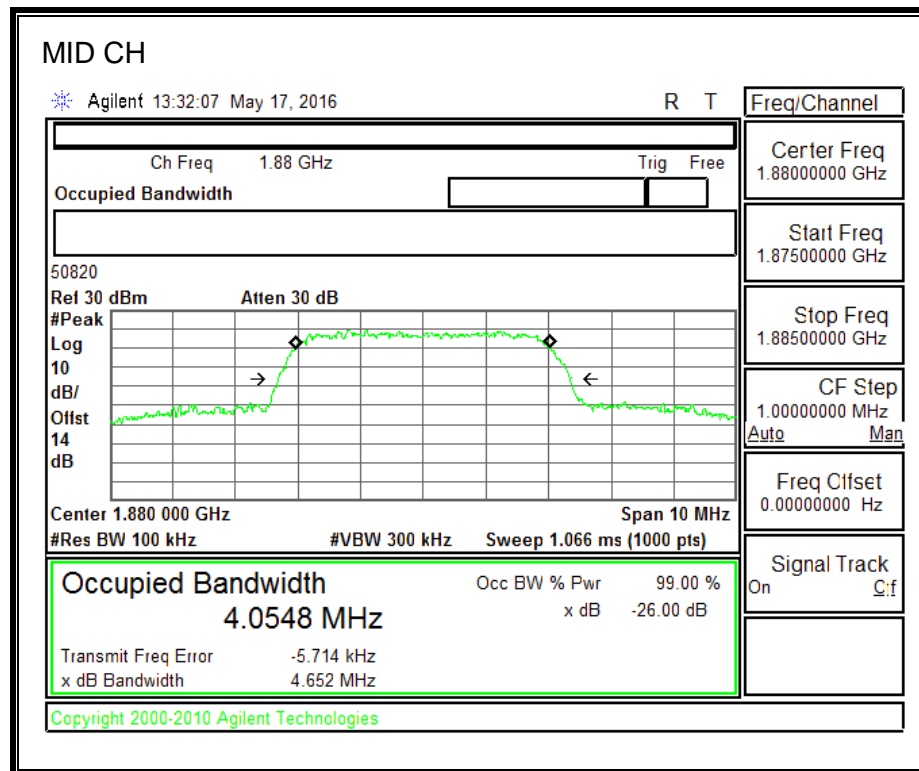 MID CH
Agilent 13:32:07 May 17, 2016 R T
Freq/Channel
Ch Freq 1.88 GHz Trig Free
Occupied Bandwidth
Center Freq
1.88000000 GHz
Start Freq
1.87500000 GHz
50820
Ref 30 dBm Atten 30 dB
#Peak
Log
10
dB/
Offst
14
dB
Stop Freq
1.88500000 GHz
CF Step
1.00000000 MHz
Auto Man
Freq Offset
0.00000000 Hz
Center 1.880 000 GHz Span 10 MHz
#Res BW 100 kHz #VBW 300 kHz Sweep 1.066 ms (1000 pts)
Signal Track
On Off
Occupied Bandwidth
4.0548 MHz
Occ BW % Pwr 99.00 %
x dB -26.00 dB
Transmit Freq Error -5.714 kHz
x dB Bandwidth 4.652 MHz
Copyright 2000-2010 Agilent Technologies